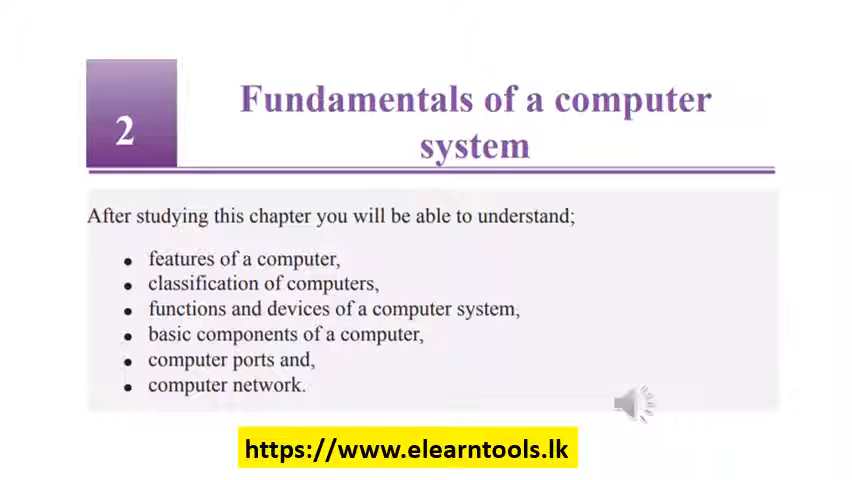 2
Fundamentals of a computer
system
After studying this chapter you will be able to understand;
• features of a computer,
• classification of computers,
• functions and devices of a computer system,
• basic components of a computer,
• computer ports and,
• computer network.
https://www.elearntools.lk